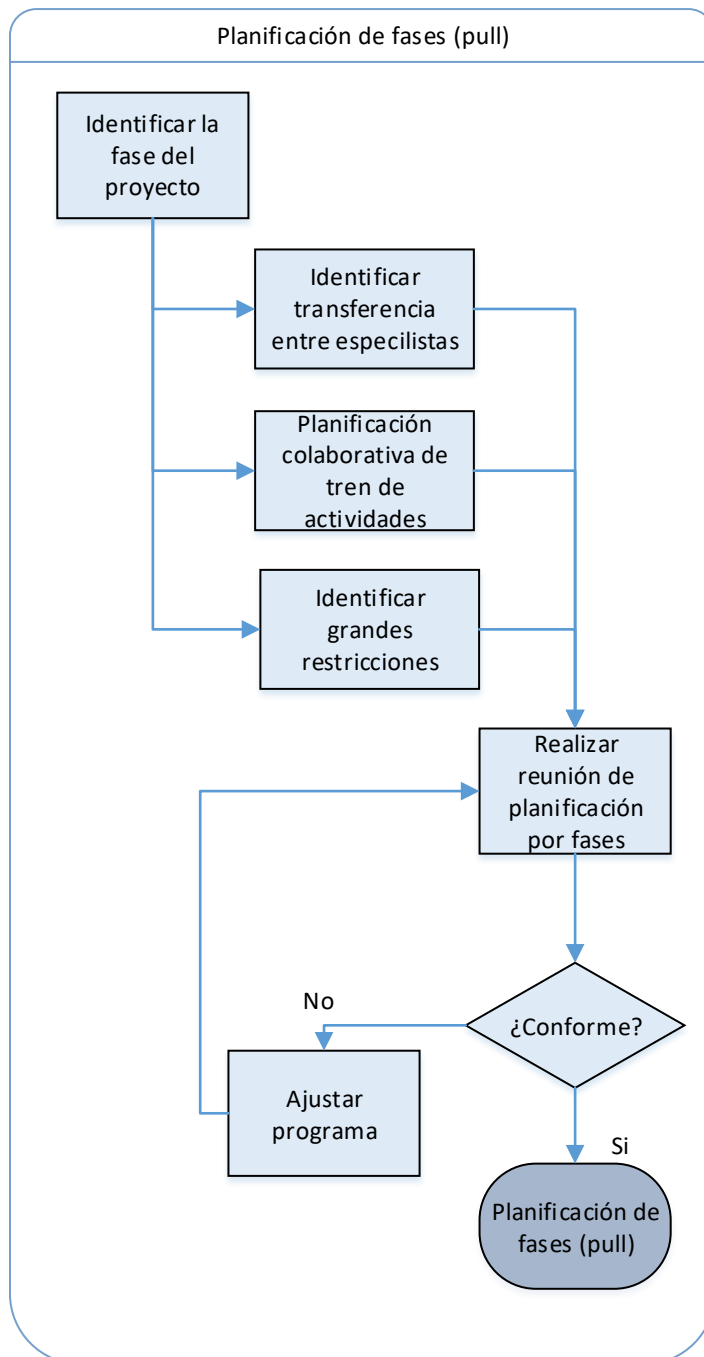 Planificación de fases (pull)
Identificar la
fase del
proyecto
Identificar
transferencia
entre especilistas
Planificación
colaborativa de
tren de
actividades
Identificar
grandes
restricciones
Realizar
reunión de
planificación
por fases
¿Conforme?
No
Ajustar
programa
Si
Planificación de
fases (pull)